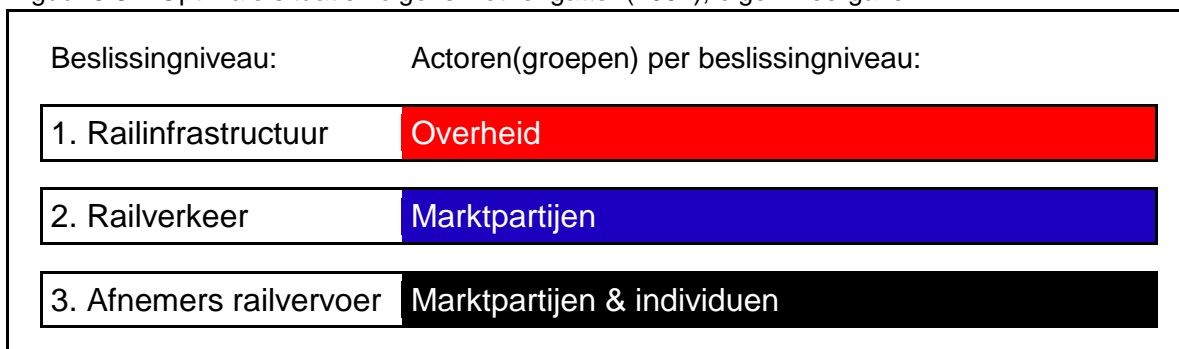 Beslissingniveau: Actoren(groepen) per beslissingniveau:
1. Railinfrastructuur Overheid
2. Railverkeer Marktpartijen
3. Afnemers railvervoer Marktpartijen & individuen